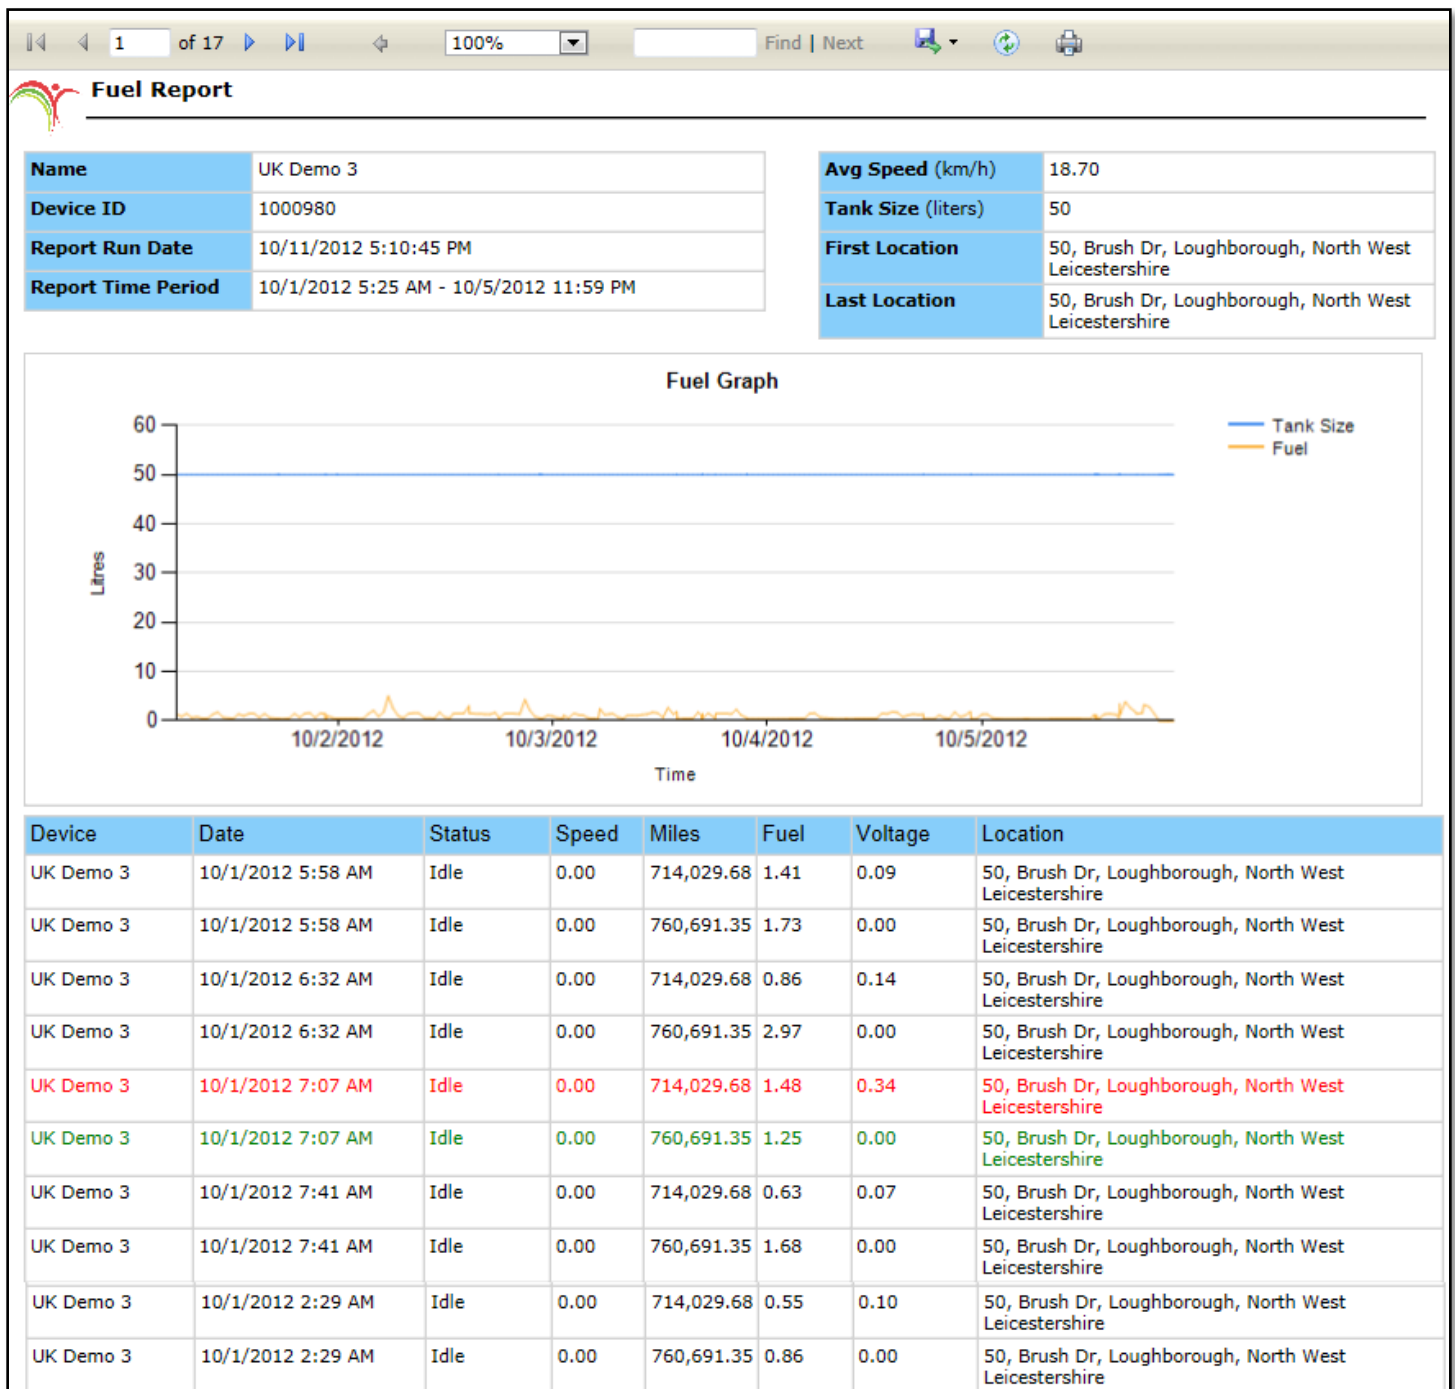 1 of 17 100% Find | Next
Fuel Report
Name UK Demo 3
Device ID 1000980
Report Run Date 10/11/2012 5:10:45 PM
Report Time Period 10/1/2012 5:25 AM - 10/5/2012 11:59 PM
Avg Speed (km/h) 18.70
Tank Size (liters) 50
First Location 50, Brush Dr, Loughborough, North West
Leicestershire
Last Location 50, Brush Dr, Loughborough, North West
Leicestershire
Fuel Graph
60
50
40
30
20
10
0
Litres
10/2/2012 10/3/2012 10/4/2012 10/5/2012
Time
Tank Size
Fuel
Device Date Status Speed Miles Fuel Voltage Location
UK Demo 3 10/1/2012 5:58 AM Idle 0.00 714,029.68 1.41 0.09 50, Brush Dr, Loughborough, North West
Leicestershire
UK Demo 3 10/1/2012 5:58 AM Idle 0.00 760,691.35 1.73 0.00 50, Brush Dr, Loughborough, North West
Leicestershire
UK Demo 3 10/1/2012 6:32 AM Idle 0.00 714,029.68 0.86 0.14 50, Brush Dr, Loughborough, North West
Leicestershire
UK Demo 3 10/1/2012 6:32 AM Idle 0.00 760,691.35 2.97 0.00 50, Brush Dr, Loughborough, North West
Leicestershire
UK Demo 3 10/1/2012 7:07 AM Idle 0.00 714,029.68 1.48 0.34 50, Brush Dr, Loughborough, North West
Leicestershire
UK Demo 3 10/1/2012 7:07 AM Idle 0.00 760,691.35 1.25 0.00 50, Brush Dr, Loughborough, North West
Leicestershire
UK Demo 3 10/1/2012 7:41 AM Idle 0.00 714,029.68 0.63 0.07 50, Brush Dr, Loughborough, North West
Leicestershire
UK Demo 3 10/1/2012 7:41 AM Idle 0.00 760,691.35 1.68 0.00 50, Brush Dr, Loughborough, North West
Leicestershire
UK Demo 3 10/1/2012 2:29 AM Idle 0.00 714,029.68 0.55 0.10 50, Brush Dr, Loughborough, North West
Leicestershire
UK Demo 3 10/1/2012 2:29 AM Idle 0.00 760,691.35 0.86 0.00 50, Brush Dr, Loughborough, North West
Leicestershire